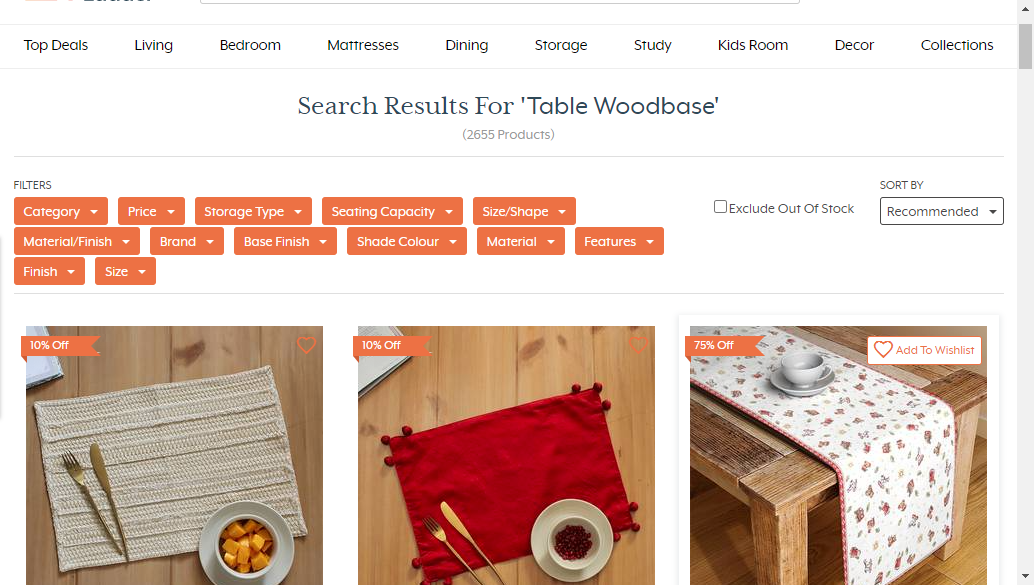 Top Deals Living Bedroom Mattresses Dining Storage Study Kids Room Decor Collections
Search Results For 'Table Woodbase'
(2655 Products)
FILTERS
SORT BY
Category Price Storage Type Seating Capacity Size/Shape
Exclude Out Of Stock
Recommended
Material/Finish Brand Base Finish Shade Colour Material Features
Finish Size
10% Off
10% Off
75% Off
Add To Wishlist